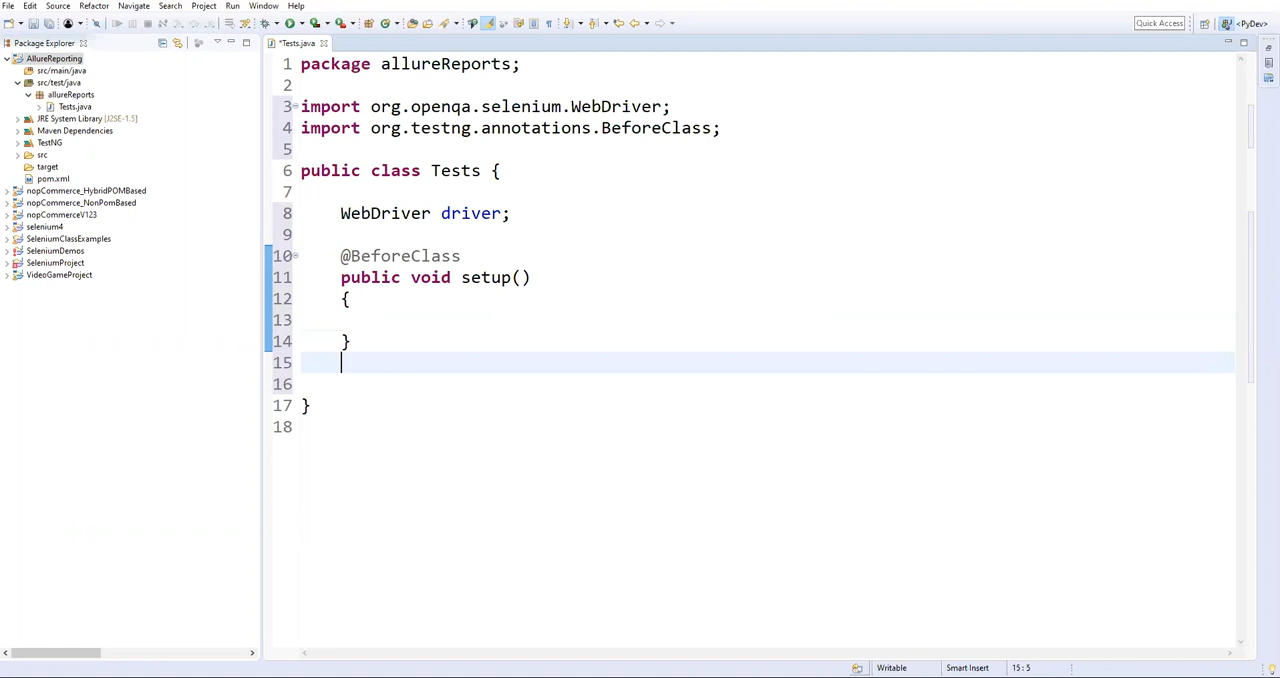 File Edit Source Refactor Navigate Search Project Run Window Help
Quick Access <PyDev>
Package Explorer
AllureReporting
src/main/java
src/test/java
allureReports
Tests.java
JRE System Library [J2SE-1.5]
Maven Dependencies
TestNG
src
target
pom.xml
nopCommerce_HybridPOMBased
nopCommerce_NonPomBased
nopCommerceV123
selenium4
SeleniumClassExamples
SeleniumDemos
SeleniumProject
VideoGameProject
*Tests.java
1 package allureReports;
2
3 import org.openqa.selenium.WebDriver;
4 import org.testng.annotations.BeforeClass;
5
6 public class Tests {
7
8 WebDriver driver;
9
10 @BeforeClass
11 public void setup()
12 {
13
14 }
15
16
17 }
18
Writable Smart Insert 15 : 5